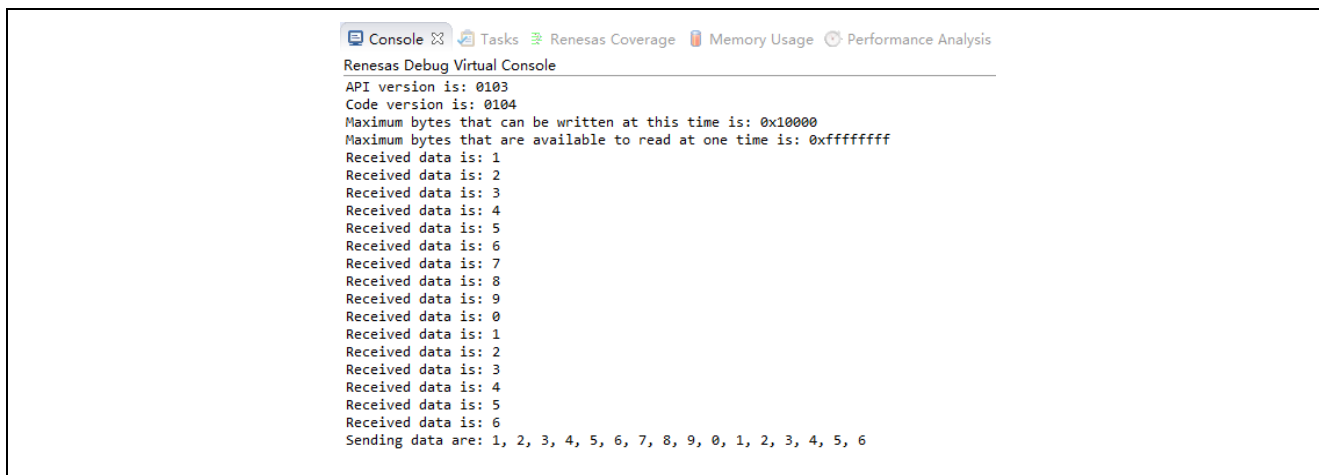 Console Tasks Renesas Coverage Memory Usage Performance Analysis
Renesas Debug Virtual Console
API version is: 0103
Code version is: 0104
Maximum bytes that can be written at this time is: 0x10000
Maximum bytes that are available to read at one time is: 0xffffffff
Received data is: 1
Received data is: 2
Received data is: 3
Received data is: 4
Received data is: 5
Received data is: 6
Received data is: 7
Received data is: 8
Received data is: 9
Received data is: 0
Received data is: 1
Received data is: 2
Received data is: 3
Received data is: 4
Received data is: 5
Received data is: 6
Sending data are: 1, 2, 3, 4, 5, 6, 7, 8, 9, 0, 1, 2, 3, 4, 5, 6